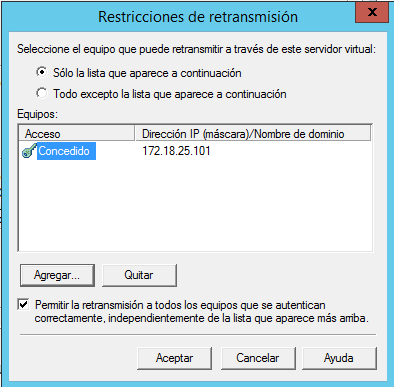 Restricciones de retransmisión
x
Seleccione el equipo que puede retransmitir a través de este servidor virtual:
Sólo la lista que aparece a continuación
Todo excepto la lista que aparece a continuación
Equipos:
Acceso Dirección IP (máscara)/Nombre de dominio
Concedido 172.18.25.101
Agregar... Quitar
Permitir la retransmisión a todos los equipos que se autentican
correctamente, independientemente de la lista que aparece más arriba.
Aceptar Cancelar Ayuda